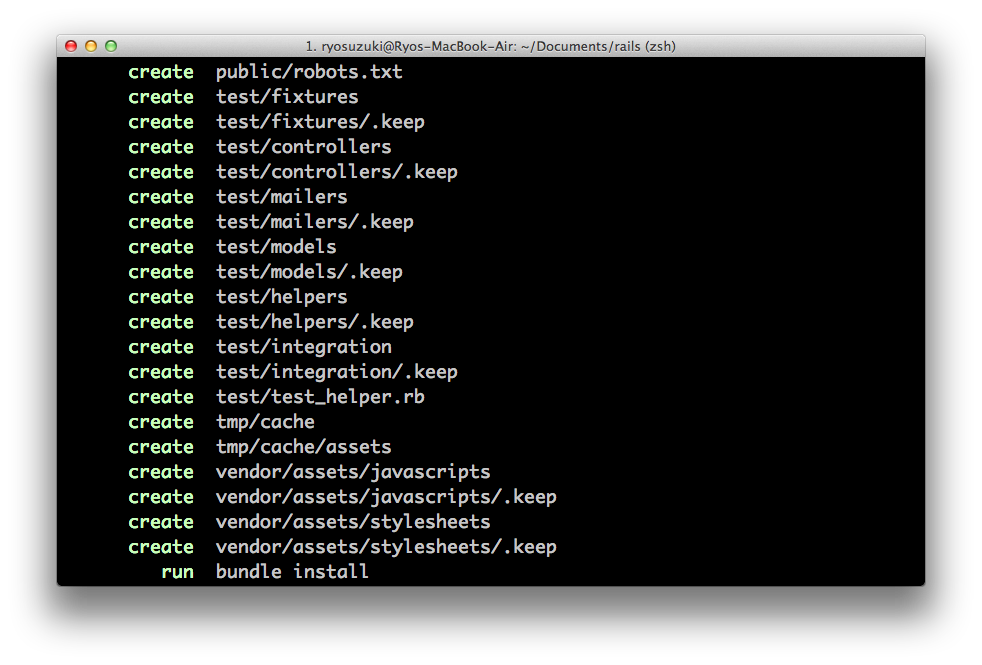 1. ryosuzuki@Ryos-MacBook-Air: ~/Documents/rails (zsh)
create public/robots.txt
create test/fixtures
create test/fixtures/.keep
create test/controllers
create test/controllers/.keep
create test/mailers
create test/mailers/.keep
create test/models
create test/models/.keep
create test/helpers
create test/helpers/.keep
create test/integration
create test/integration/.keep
create test/test_helper.rb
create tmp/cache
create tmp/cache/assets
create vendor/assets/javascripts
create vendor/assets/javascripts/.keep
create vendor/assets/stylesheets
create vendor/assets/stylesheets/.keep
run bundle install